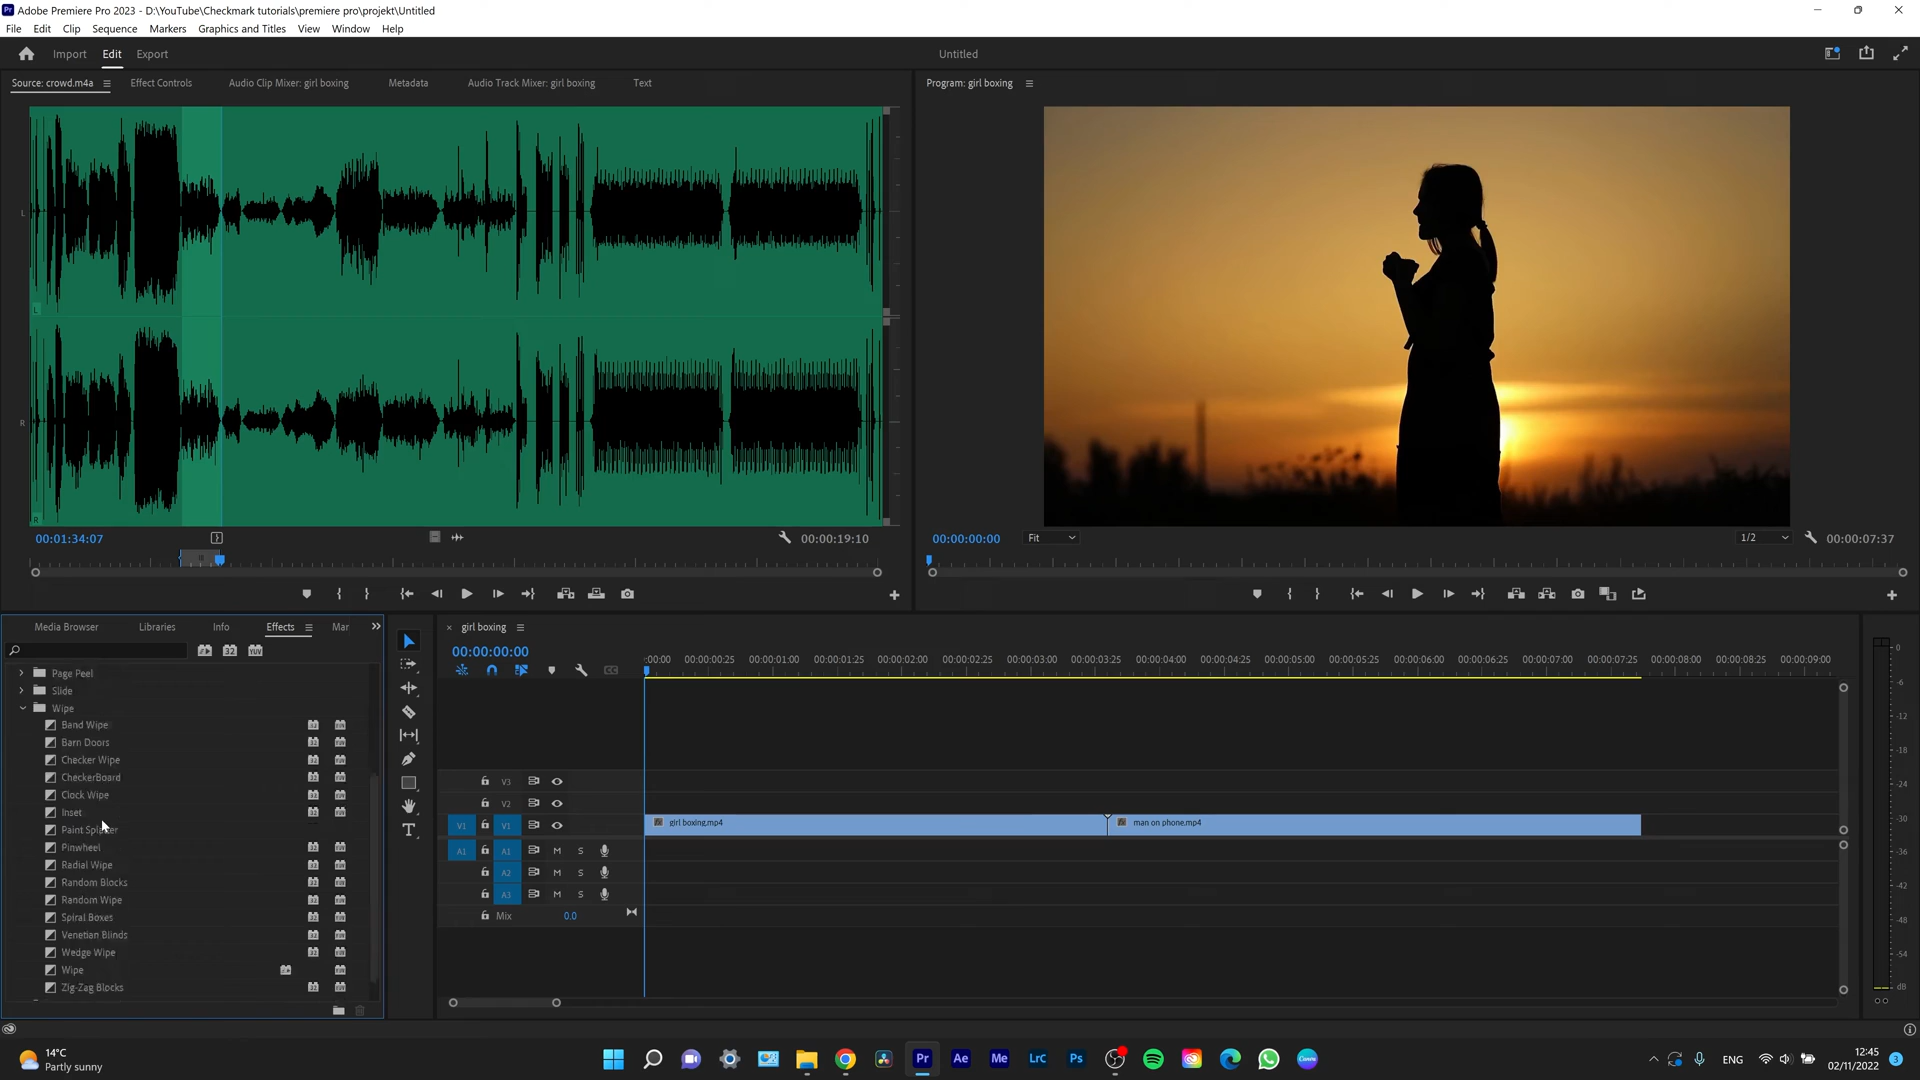 Adobe Premiere Pro 2023 - D:\YouTube\Checkmark tutorials\premiere pro\projekt\Untitled
File Edit Clip Sequence Markers Graphics and Titles View Window Help
Import Edit Export Untitled
Source: crowd.m4a Effect Controls Audio Clip Mixer: girl boxing Metadata Audio Track Mixer: girl boxing Text
Program: girl boxing
L
L
R
R
00:01:34:07 00:00:19:10
00:00:00:00 Fit 1/2 00:00:07:37
Media Browser Libraries Info Effects Mar
girl boxing
00:00:00:00
32 YUV
:00:00 00:00:00:25 00:00:01:00 00:00:01:25 00:00:02:00 00:00:02:25 00:00:03:00 00:00:03:25 00:00:04:00 00:00:04:25 00:00:05:00 00:00:05:25 00:00:06:00 00:00:06:25 00:00:07:00 00:00:07:25 00:00:08:00 00:00:08:25 00:00:09:00
Page Peel
Slide
Wipe
Band Wipe
Barn Doors
Checker Wipe
CheckerBoard
Clock Wipe
Inset
Paint Spl
Pinwheel
Radial Wipe
Random Blocks
Random Wipe
Spiral Boxes
Venetian Blinds
Wedge Wipe
Wipe
Zig-Zag Blocks
V3
V2
V1 V1 girl boxing.mp4 man on phone.mp4
A1 A1 M S
A2 M S
A3 M S
Mix 0.0
0
-6
-12
-18
-24
-30
-36
-42
-48
-54
dB
14°C
Partly sunny
Pr Ae Me LrC Ps Canva
ENG
12:45
02/11/2022
3